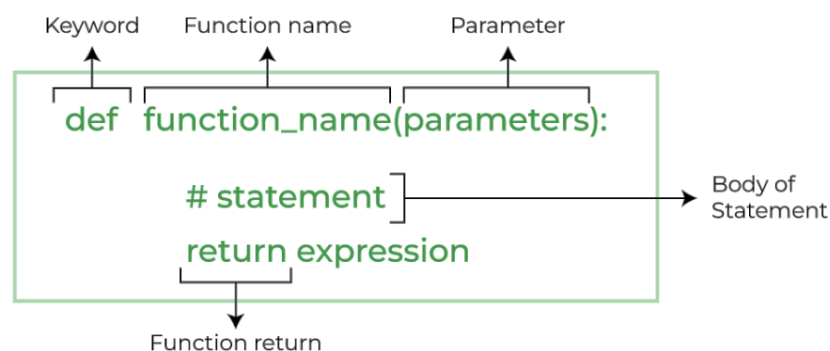 Keyword Function name Parameter
def function_name(parameters):
# statement
Body of
Statement
return expression
Function return